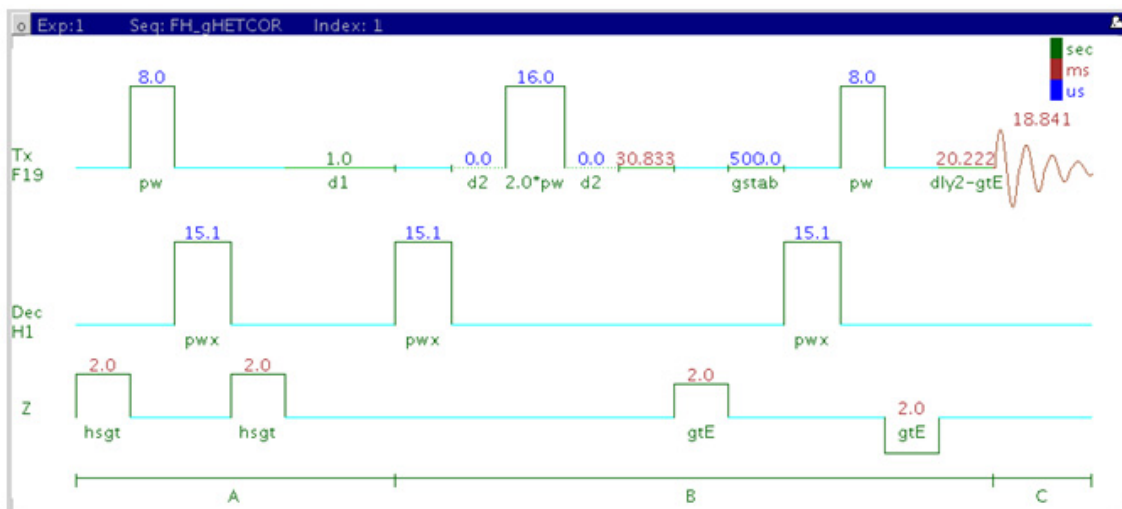 o Exp:1 Seq: FH_gHETCOR Index: 1
sec
ms
us
8.0 16.0 8.0 18.841
Tx
F19
1.0 0.0 0.0 30.833 500.0 20.222
pw d1 d2 2.0*pw d2 gstab pw dly2-gtE
15.1 15.1 15.1
Dec
H1
pwx pwx pwx
2.0 2.0 2.0
Z
2.0
hsgt hsgt gtE gtE
A B C